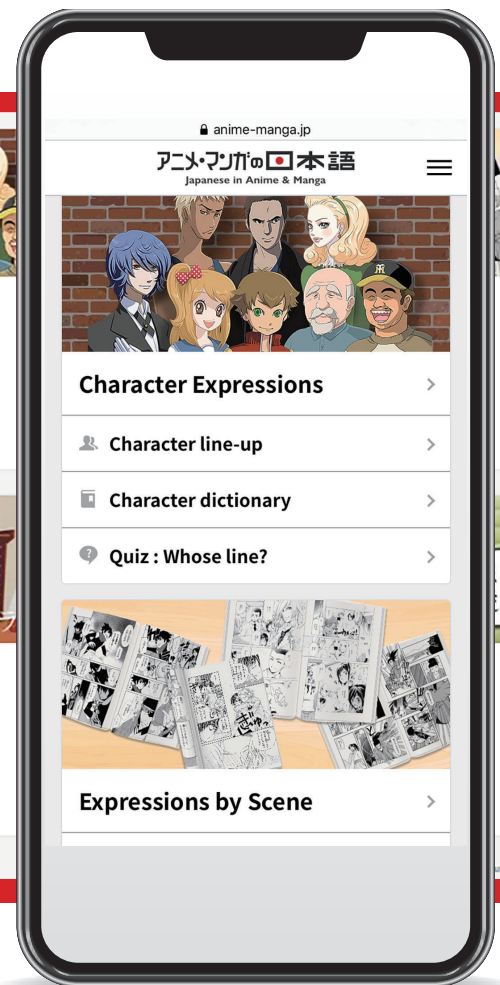 anime-manga.jp
アニメ・マンガの日本語
Japanese in Anime & Manga
Character Expressions
Character line-up
Character dictionary
?
Quiz : Whose line?
Expressions by Scene